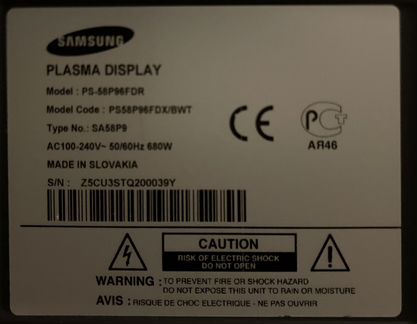 SAMSUNG
PLASMA DISPLAY
Model : PS-58P96FDR
Model Code : PS58P96FDX/BWT
Type No.: SA58P9
AC100-240V~ 50/60Hz 680W
MADE IN SLOVAKIA
S/N : Z5CU3STQ200039Y
CE
РСТ
АЯ46
CAUTION
RISK OF ELECTRIC SHOCK
DO NOT OPEN
WARNING : TO PREVENT FIRE OR SHOCK HAZARD
DO NOT EXPOSE THIS UNIT TO RAIN OR MOISTURE
AVIS : RISQUE DE CHOC ELECTRIQUE - NE PAS OUVRIR